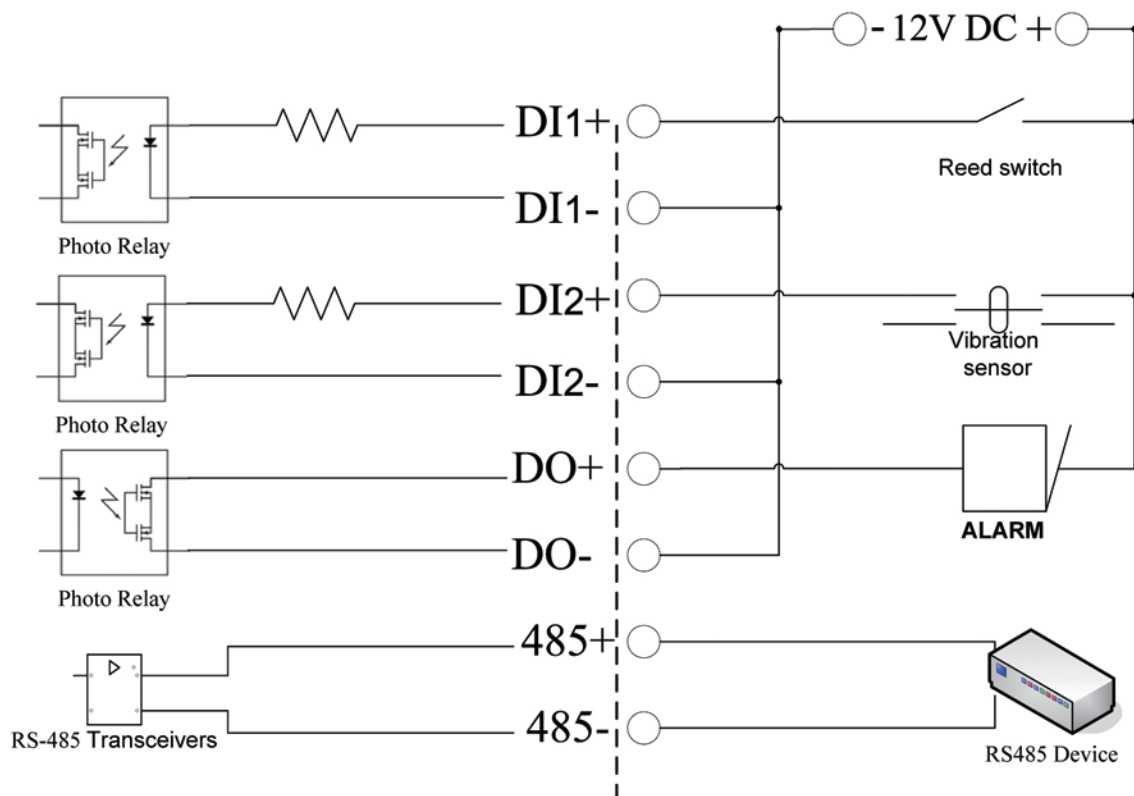 - 12V DC +
DI1+
Reed switch
DI1-
Photo Relay
DI2+
Vibration
sensor
DI2-
Photo Relay
DO+
ALARM
DO-
Photo Relay
485+
485-
RS-485 Transceivers
RS485 Device